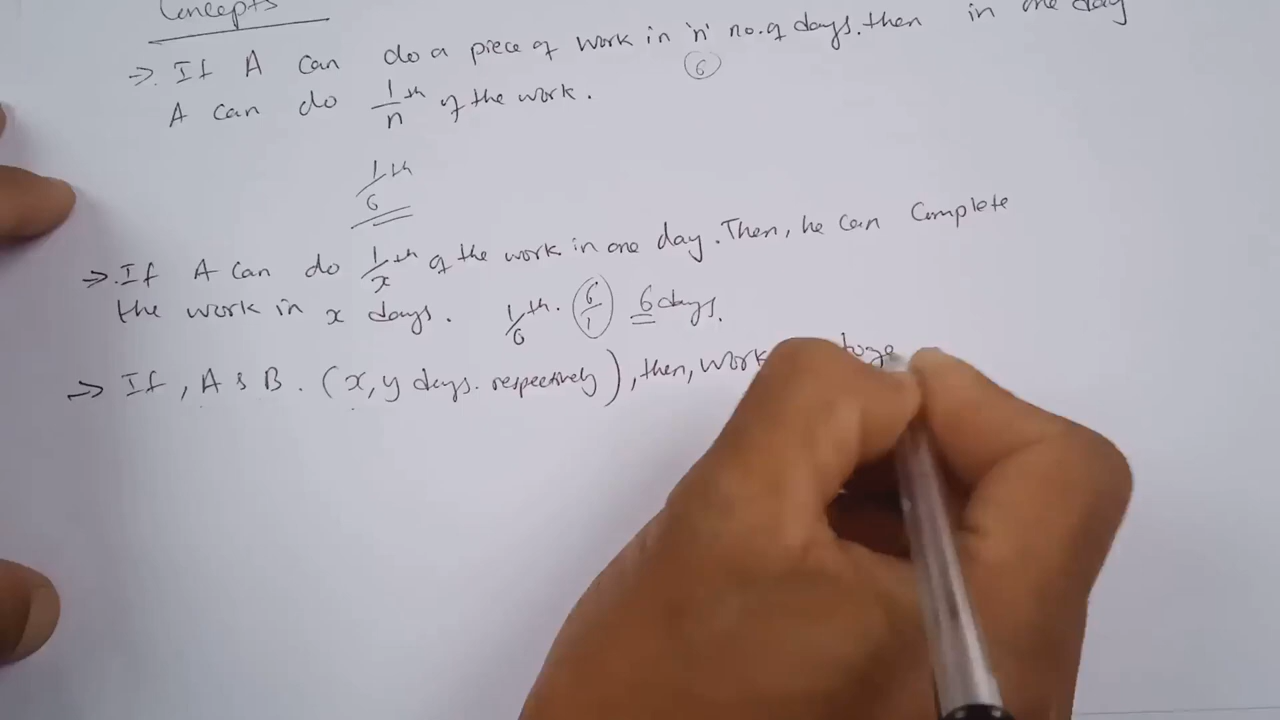 Concepts
=> If A can do a piece of work in 'n' no. of days. then in one day
6
A can do 1/n th of the work.
1/6 th
=> If A can do 1/x th of the work in one day. Then, he can Complete
the work in x days. 1/6 th. 6/1 6 days.
=> If, A & B. (x, y days. respectively), then, work toge